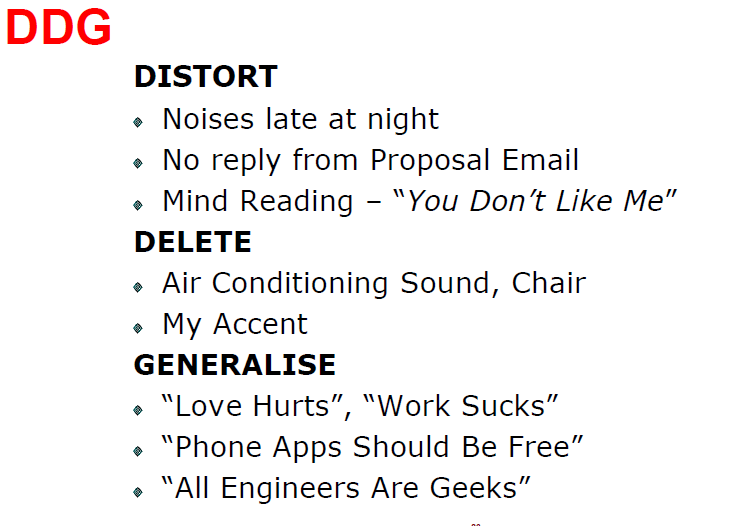 DDG
DISTORT
Noises late at night
No reply from Proposal Email
Mind Reading – “You Don’t Like Me”
DELETE
Air Conditioning Sound, Chair
My Accent
GENERALISE
“Love Hurts”, “Work Sucks”
“Phone Apps Should Be Free”
“All Engineers Are Geeks”